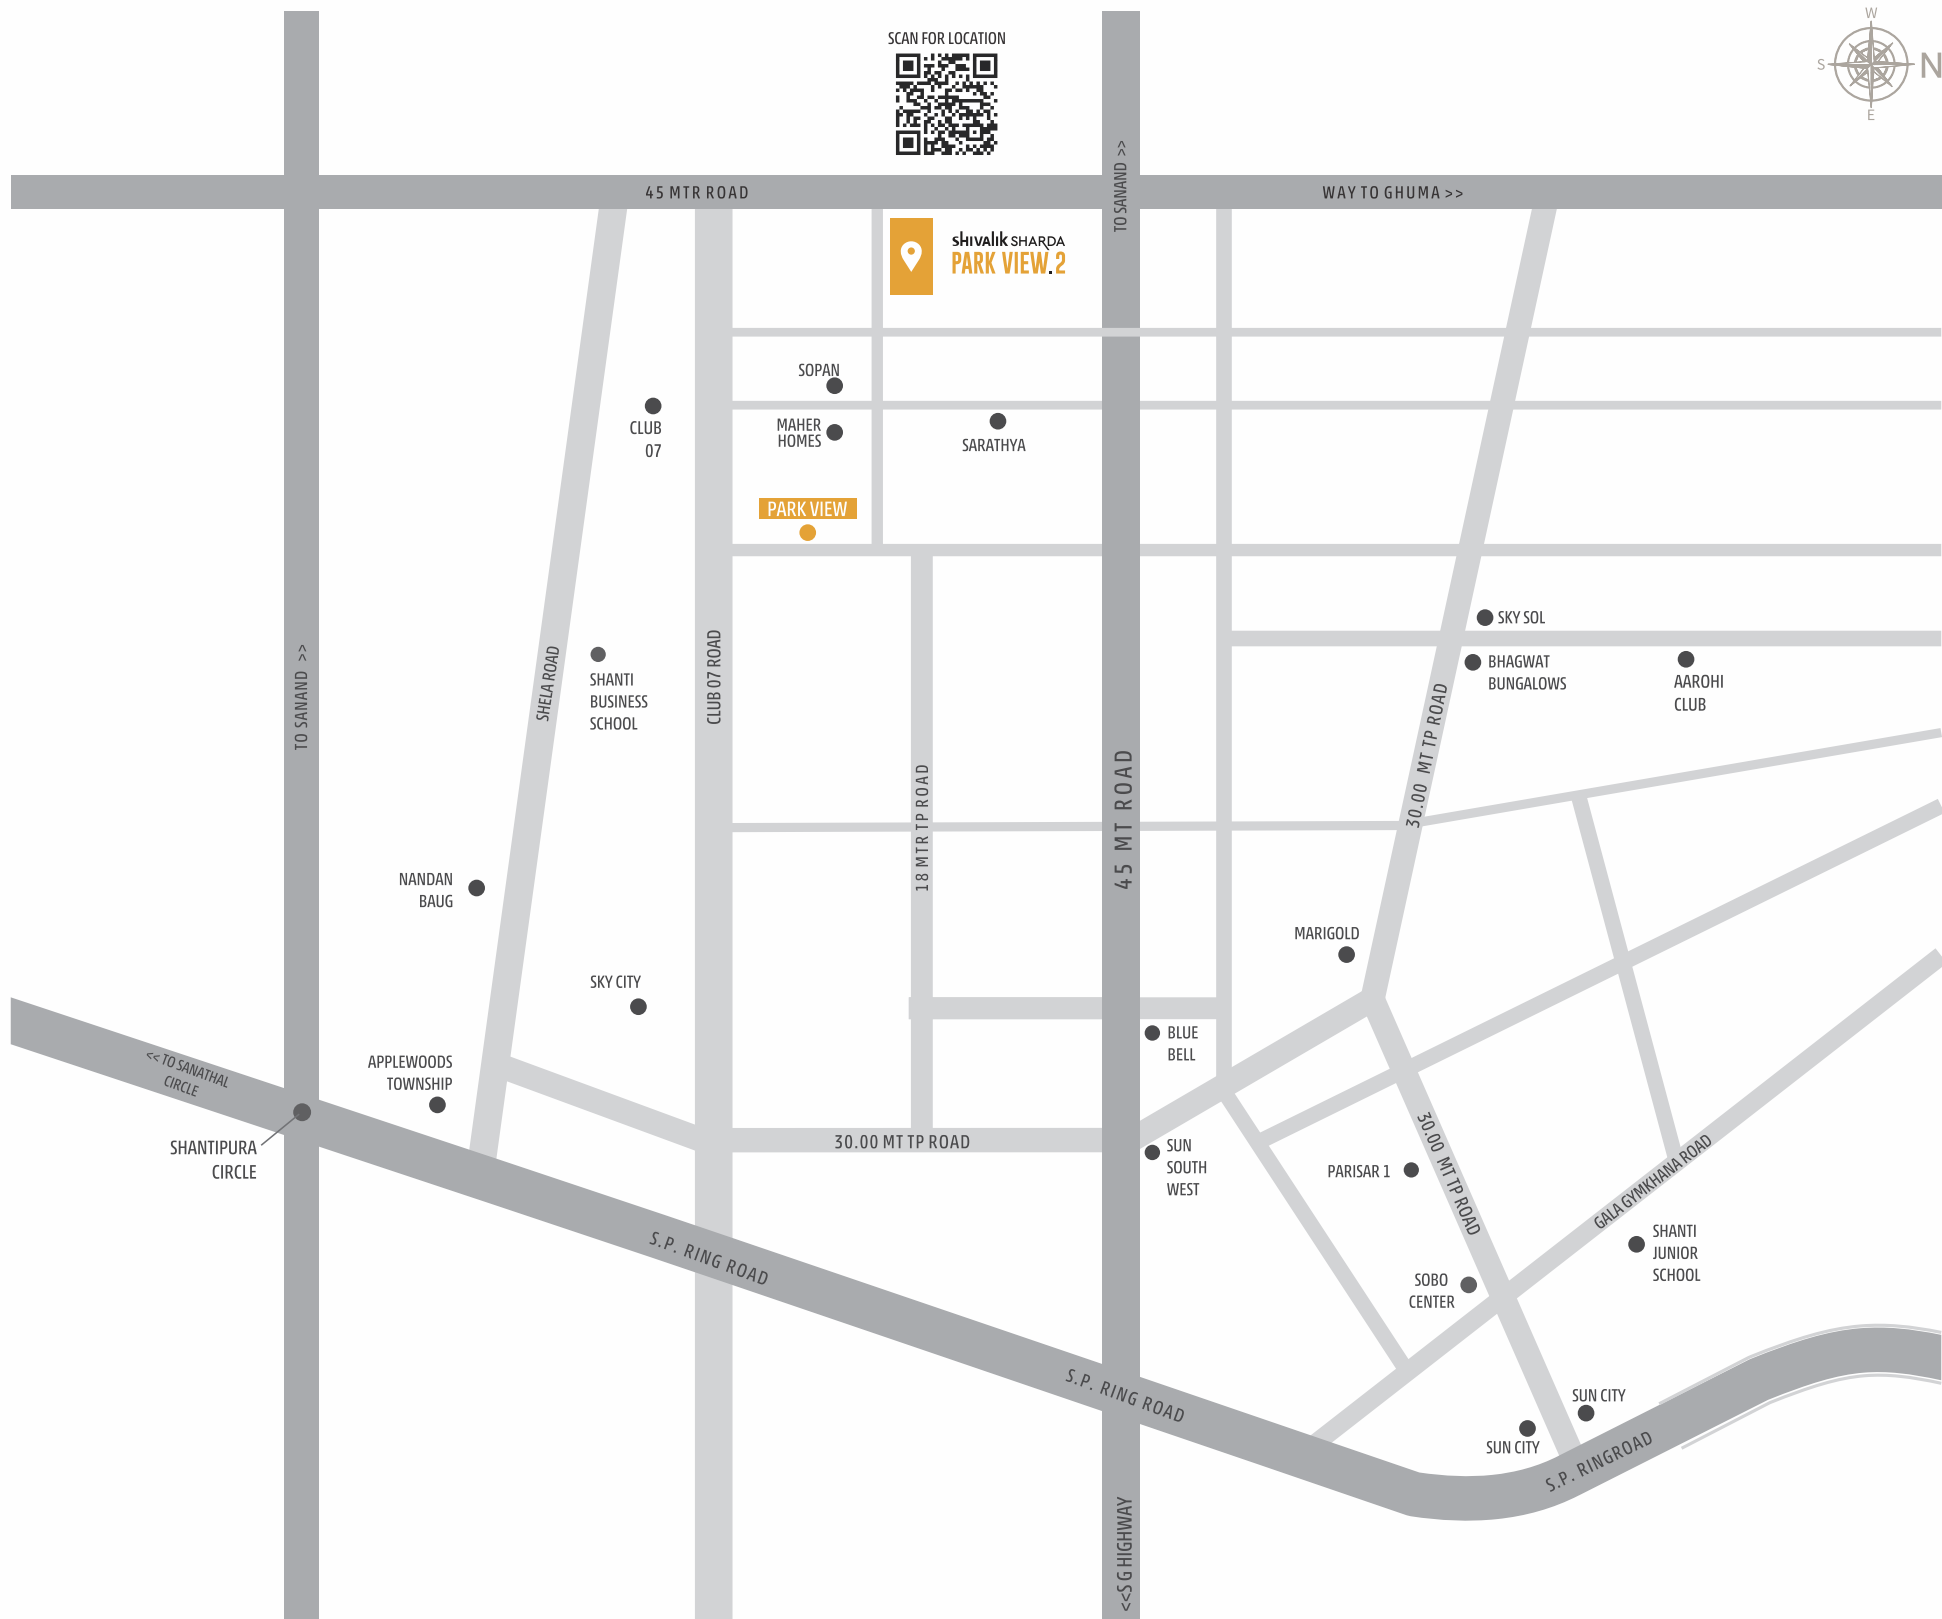 SCAN FOR LOCATION
W
S
N
E
45 MTR ROAD
TO SANAND >>
WAY TO GHUMA >>
shivalik SHARDA
PARK VIEW.2
SOPAN
CLUB
07
MAHER
HOMES
SARATHYA
PARK VIEW
SKY SOL
BHAGWAT
BUNGALOWS
AAROHI
CLUB
TO SANAND >>
SHELA ROAD
SHANTI
BUSINESS
SCHOOL
CLUB 07 ROAD
18 MTR TP ROAD
45 MT ROAD
30.00 MT TP ROAD
NANDAN
BAUG
MARIGOLD
SKY CITY
BLUE
BELL
<< TO SANATHAL
CIRCLE
APPLEWOODS
TOWNSHIP
SHANTIPURA
CIRCLE
30.00 MT TP ROAD
SUN
SOUTH
WEST
PARISAR 1
30.00 MT TP ROAD
GALA GYMKHANA ROAD
SHANTI
JUNIOR
SCHOOL
S.P. RING ROAD
SOBO
CENTER
S.P. RING ROAD
SUN CITY
SUN CITY
S.P. RINGROAD
<<S G HIGHWAY